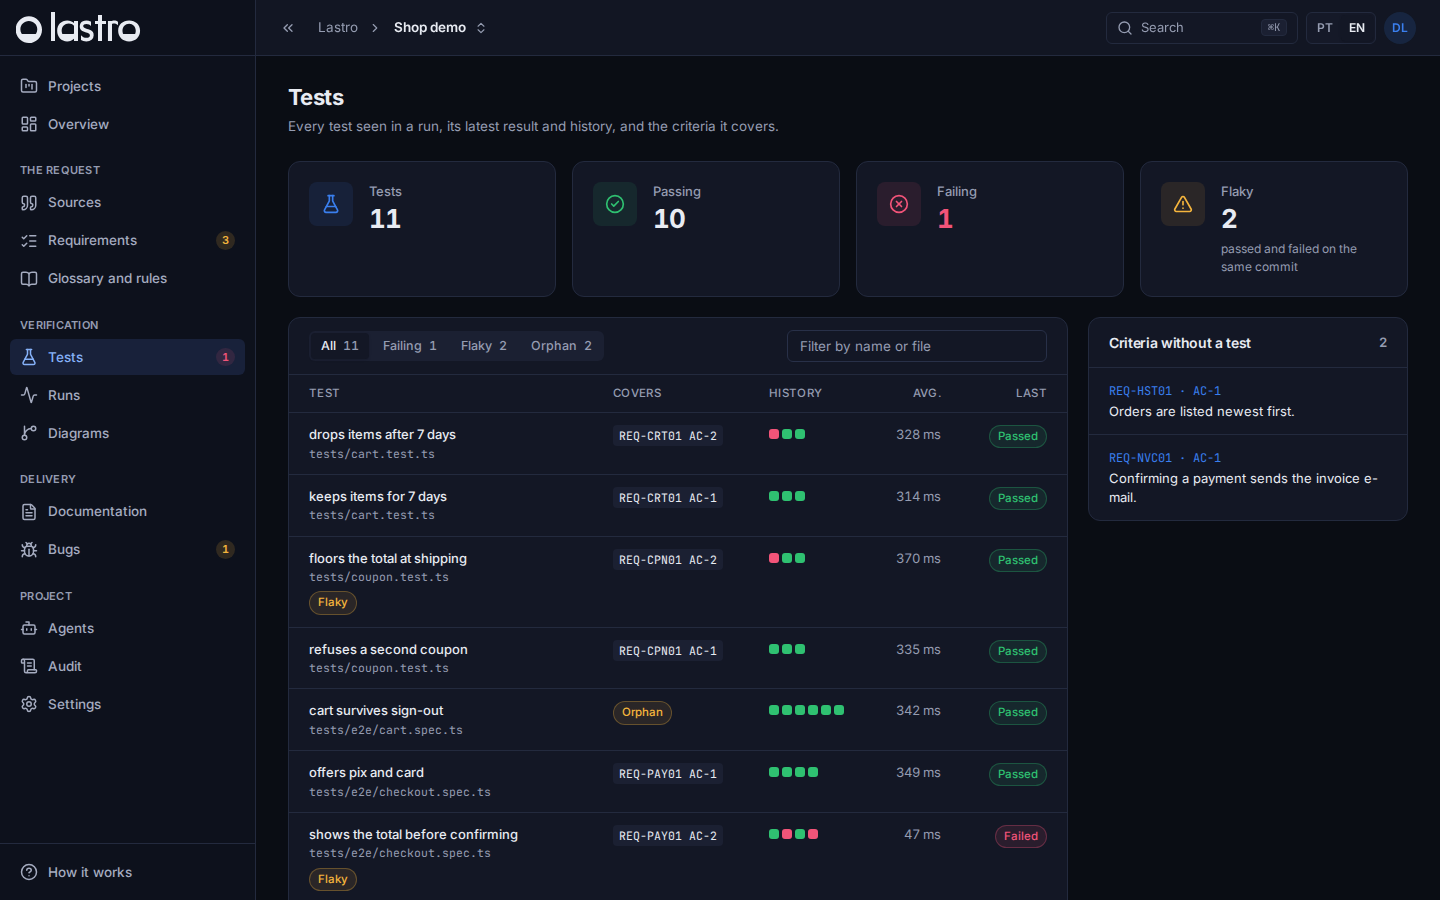 lastro
Lastro
Shop demo
Search
⌘K
PT
EN
DL
Projects
Overview
THE REQUEST
Sources
Requirements
3
Glossary and rules
VERIFICATION
Tests
1
Runs
Diagrams
DELIVERY
Documentation
Bugs
1
PROJECT
Agents
Audit
Settings
How it works
Tests
Every test seen in a run, its latest result and history, and the criteria it covers.
Tests
11
Passing
10
Failing
1
Flaky
2
passed and failed on the
same commit
All 11
Failing 1
Flaky 2
Orphan 2
Filter by name or file
TEST
COVERS
HISTORY
AVG.
LAST
drops items after 7 days
tests/cart.test.ts
REQ-CRT01 AC-2
328 ms
Passed
keeps items for 7 days
tests/cart.test.ts
REQ-CRT01 AC-1
314 ms
Passed
floors the total at shipping
tests/coupon.test.ts
Flaky
REQ-CPN01 AC-2
370 ms
Passed
refuses a second coupon
tests/coupon.test.ts
REQ-CPN01 AC-1
335 ms
Passed
cart survives sign-out
tests/e2e/cart.spec.ts
Orphan
342 ms
Passed
offers pix and card
tests/e2e/checkout.spec.ts
REQ-PAY01 AC-1
349 ms
Passed
shows the total before confirming
tests/e2e/checkout.spec.ts
Flaky
REQ-PAY01 AC-2
47 ms
Failed
Criteria without a test
2
REQ-HST01 · AC-1
Orders are listed newest first.
REQ-NVC01 · AC-1
Confirming a payment sends the invoice e-
mail.